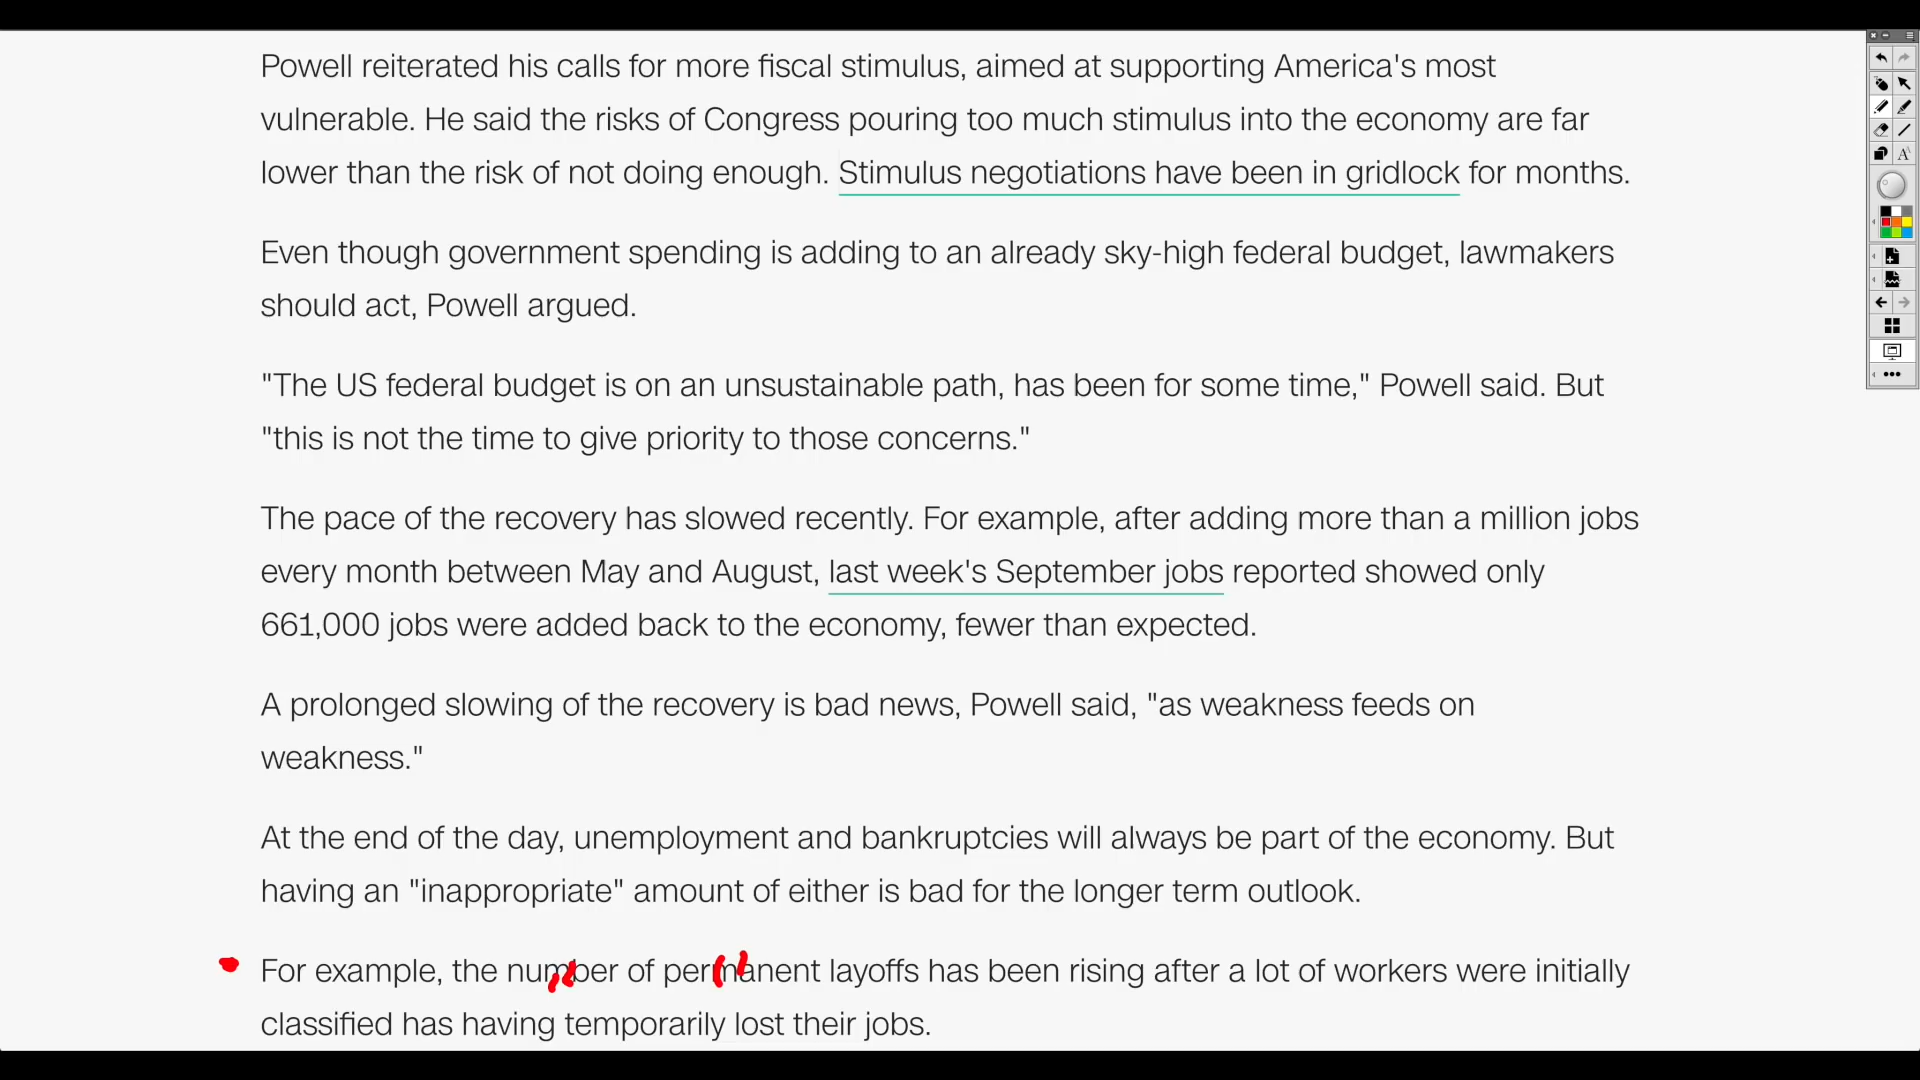 Powell reiterated his calls for more fiscal stimulus, aimed at supporting America's most
vulnerable. He said the risks of Congress pouring too much stimulus into the economy are far
lower than the risk of not doing enough. Stimulus negotiations have been in gridlock for months.
Even though government spending is adding to an already sky-high federal budget, lawmakers
should act, Powell argued.
"The US federal budget is on an unsustainable path, has been for some time," Powell said. But
"this is not the time to give priority to those concerns."
The pace of the recovery has slowed recently. For example, after adding more than a million jobs
every month between May and August, last week's September jobs reported showed only
661,000 jobs were added back to the economy, fewer than expected.
A prolonged slowing of the recovery is bad news, Powell said, "as weakness feeds on
weakness."
At the end of the day, unemployment and bankruptcies will always be part of the economy. But
having an "inappropriate" amount of either is bad for the longer term outlook.
For example, the number of permanent layoffs has been rising after a lot of workers were initially
classified has having temporarily lost their jobs.